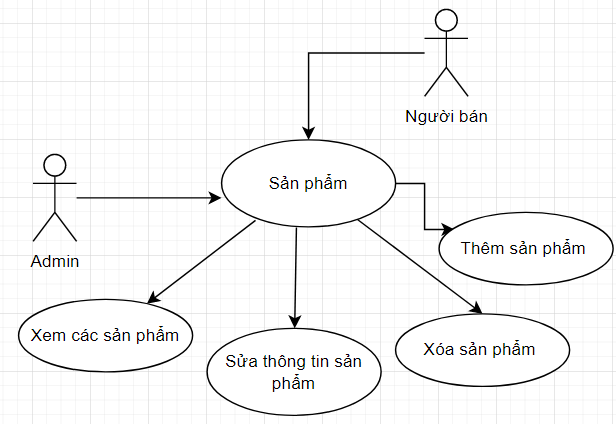 Người bán
Sản phẩm
Admin
Thêm sản phẩm
Xem các sản phẩm
Sửa thông tin sản
phẩm
Xóa sản phẩm